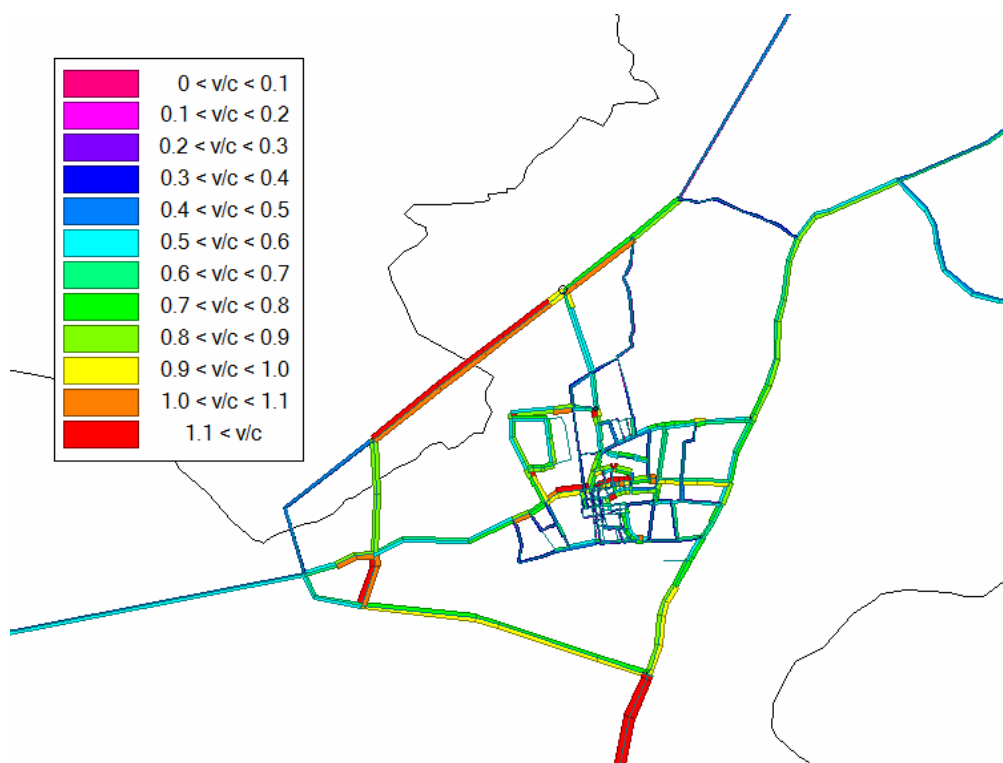 0 < v/c < 0.1
0.1 < v/c < 0.2
0.2 < v/c < 0.3
0.3 < v/c < 0.4
0.4 < v/c < 0.5
0.5 < v/c < 0.6
0.6 < v/c < 0.7
0.7 < v/c < 0.8
0.8 < v/c < 0.9
0.9 < v/c < 1.0
1.0 < v/c < 1.1
1.1 < v/c